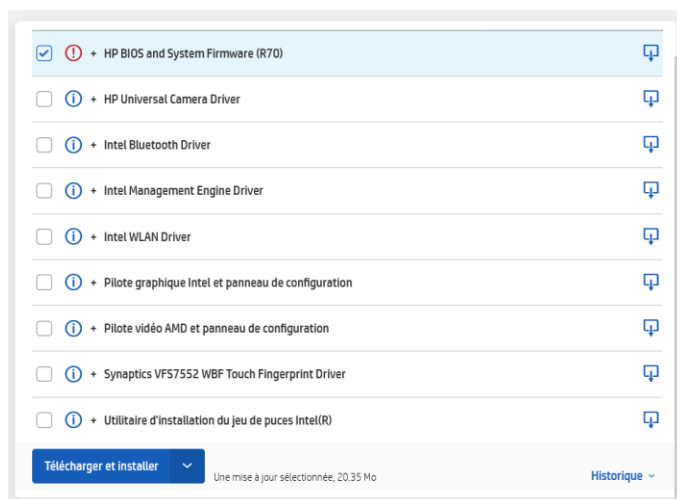 + HP BIOS and System Firmware (R70)
+ HP Universal Camera Driver
+ Intel Bluetooth Driver
+ Intel Management Engine Driver
+ Intel WLAN Driver
+ Pilote graphique Intel et panneau de configuration
+ Pilote vidéo AMD et panneau de configuration
+ Synaptics VFS7552 WBF Touch Fingerprint Driver
+ Utilitaire d'installation du jeu de puces Intel(R)
Télécharger et installer Une mise à jour sélectionnée, 20.35 Mo Historique